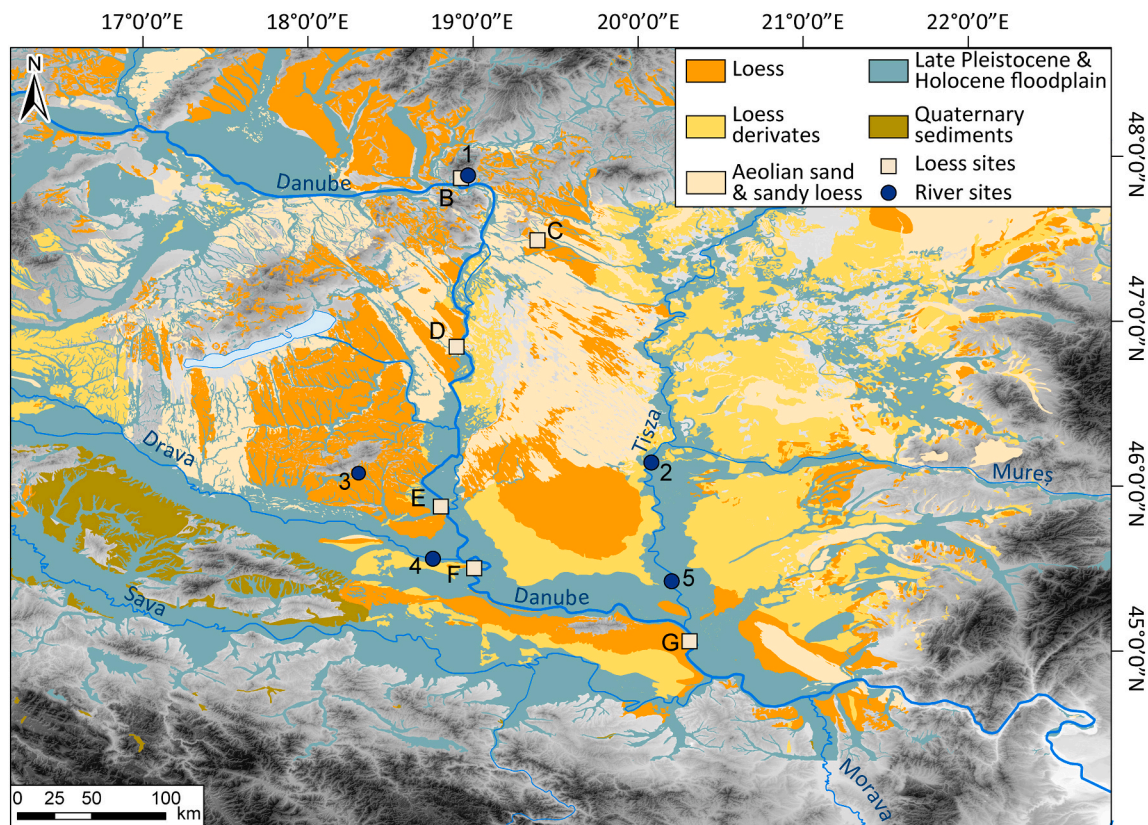 17°0'0"E 18°0'0"E 19°0'0"E 20°0'0"E 21°0'0"E 22°0'0"E
N
Loess
Loess
derivates
Aeolian sand
& sandy loess
Late Pleistocene &
Holocene floodplain
Quaternary
sediments
Loess sites
River sites
48°0'0"N
47°0'0"N
46°0'0"N
45°0'0"N
1
Danube
B
C
D
Tisza
Drava
3
2
Mureș
E
4
F
5
Danube
Sava
G
Morava
0 25 50 100
km